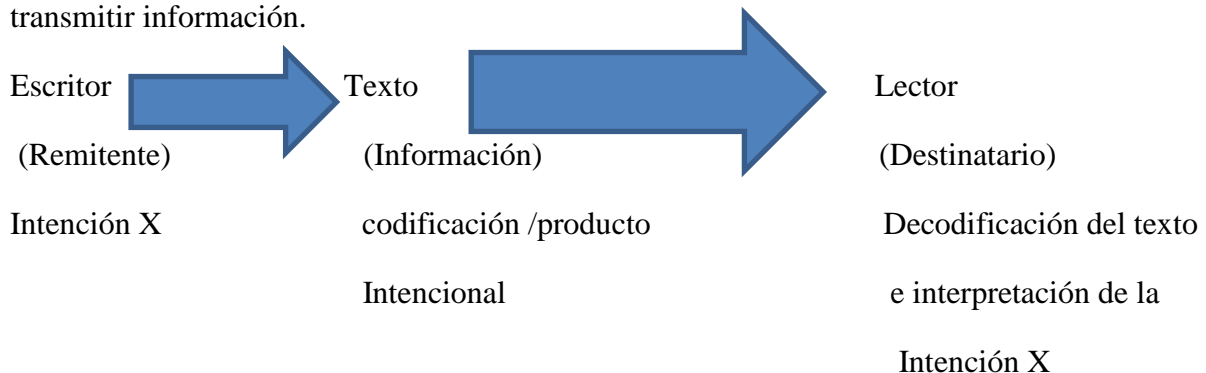 transmitir información.
Escritor Texto Lector
(Remitente) (Información) (Destinatario)
Intención X codificación /producto Decodificación del texto
Intencional e interpretación de la
Intención X